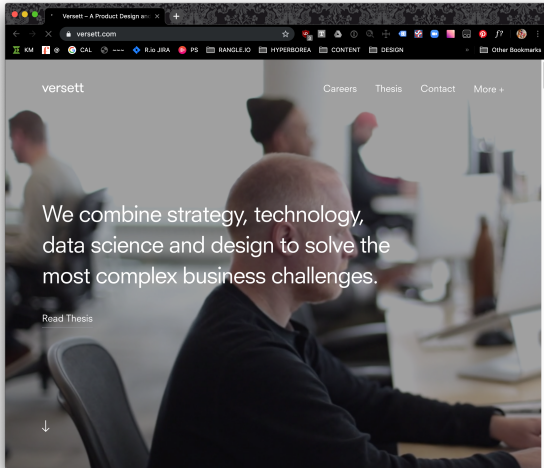 Versett – A Product Design and
versett.com
KM
@
CAL
~~~
R.io JIRA
PS
RANGLE.IO
HYPERBOREA
CONTENT
DESIGN
»
Other Bookmarks
f?
versett
Careers
Thesis
Contact
More +
We combine strategy, technology,
data science and design to solve the
most complex business challenges.
Read Thesis